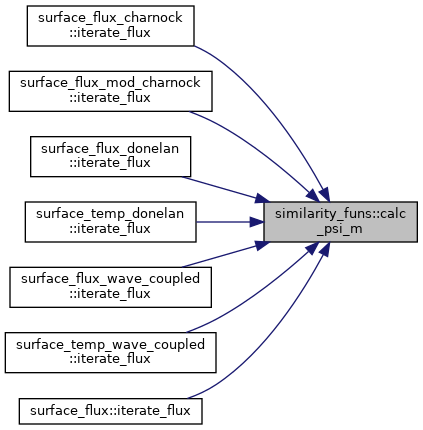 surface_flux_charnock
::iterate_flux
surface_flux_mod_charnock
::iterate_flux
surface_flux_donelan
::iterate_flux
surface_temp_donelan
::iterate_flux
similarity_funs::calc
_psi_m
surface_flux_wave_coupled
::iterate_flux
surface_temp_wave_coupled
::iterate_flux
surface_flux::iterate_flux